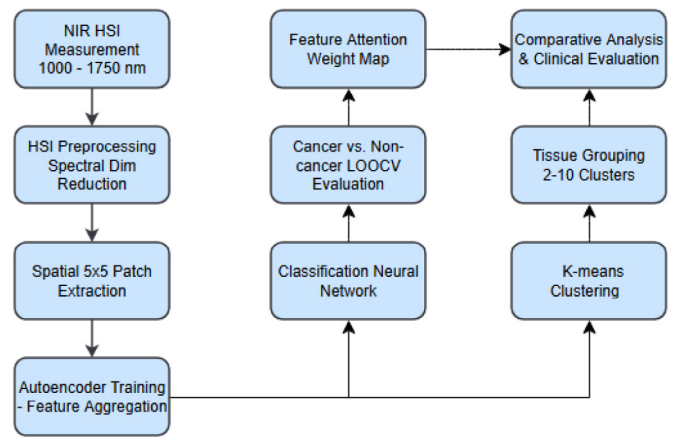 NIR HSI
Measurement
1000 - 1750 nm
HSI Preprocessing
Spectral Dim
Reduction
Spatial 5x5 Patch
Extraction
Autoencoder Training
- Feature Aggregation
Feature Attention
Weight Map
Cancer vs. Non-
cancer LOOCV
Evaluation
Classification Neural
Network
Comparative Analysis
& Clinical Evaluation
Tissue Grouping
2-10 Clusters
K-means
Clustering